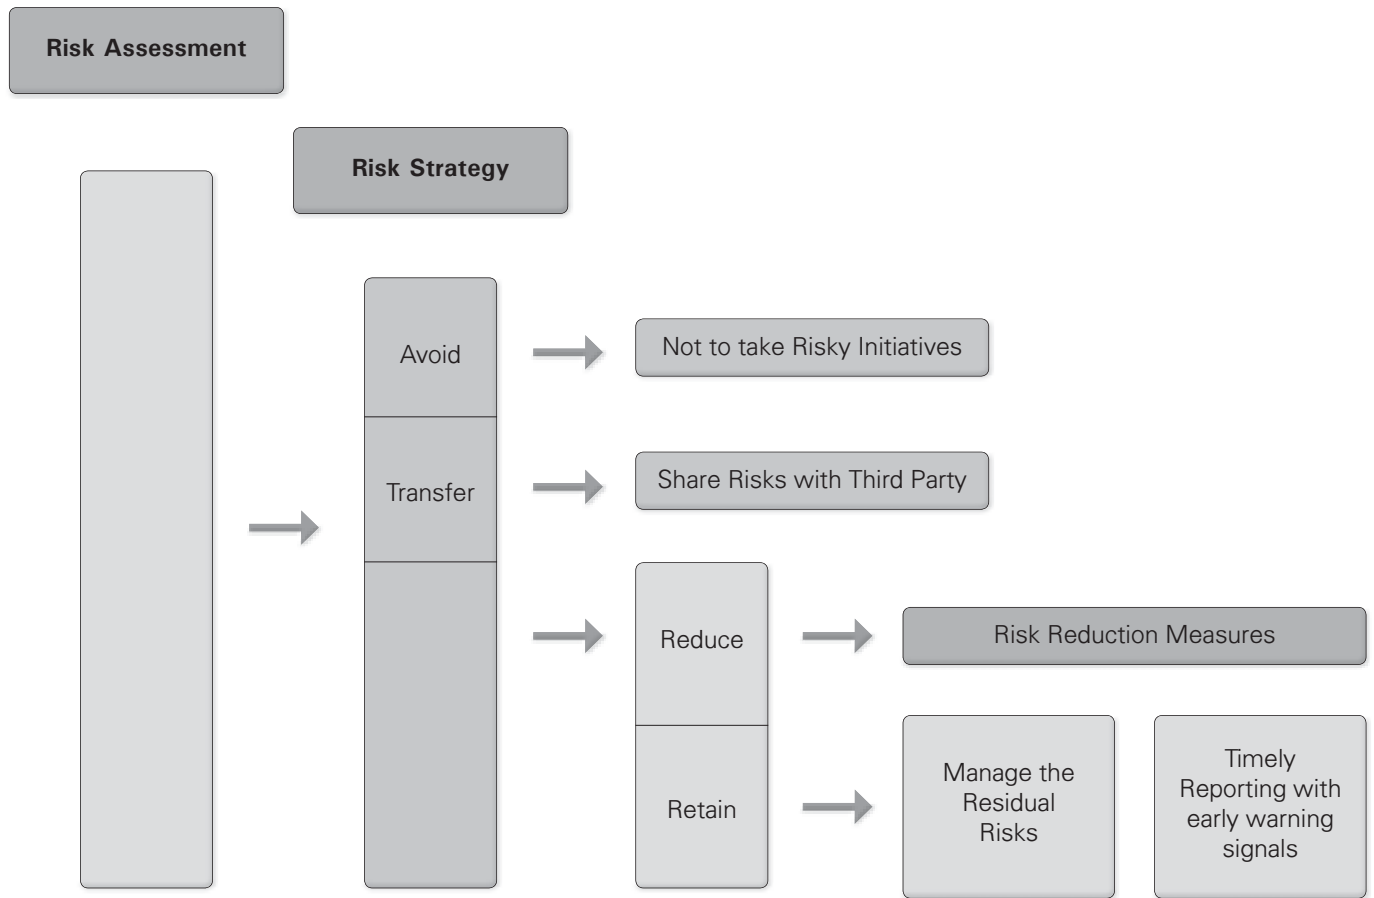 Risk Assessment
Risk Strategy
Avoid
Not to take Risky Initiatives
Transfer
Share Risks with Third Party
Reduce
Risk Reduction Measures
Retain
Manage the
Residual
Risks
Timely
Reporting with
early warning
signals